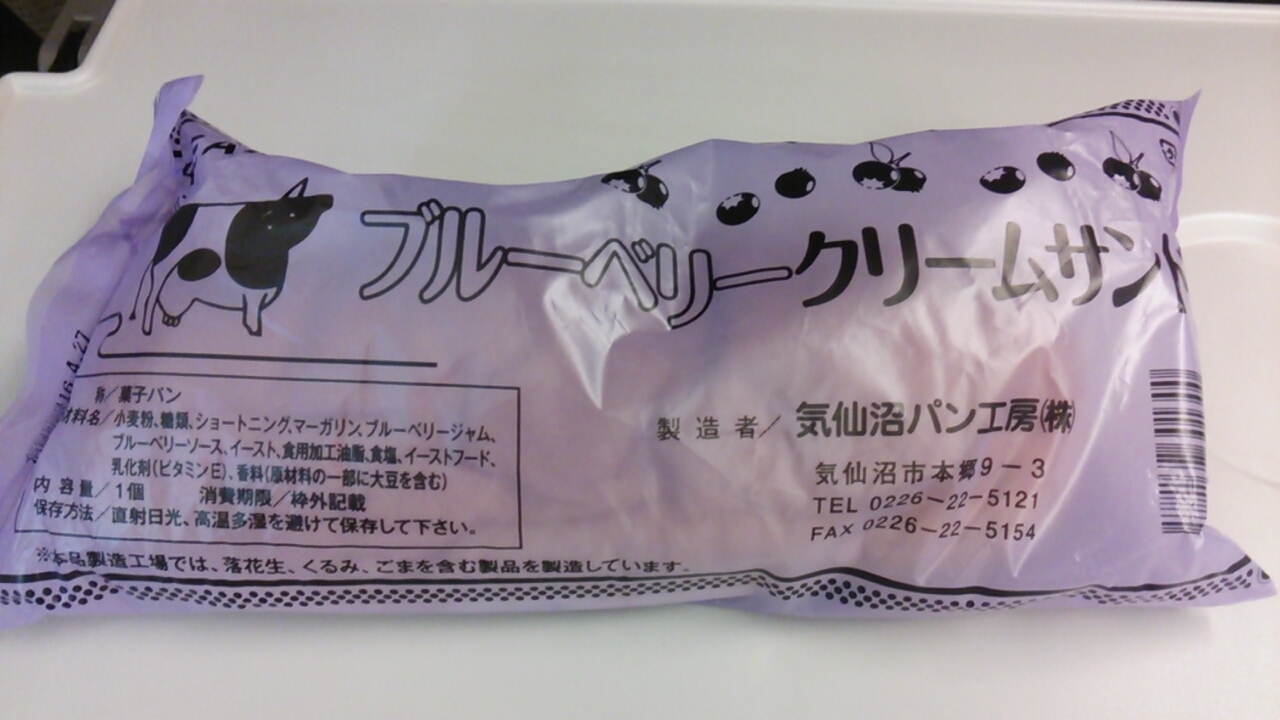 ブルーベリークリームサンド
16.4.27
称／菓子パン
材料名／小麦粉、糖類、ショートニング、マーガリン、ブルーベリージャム、
ブルーベリーソース、イースト、食用加工油脂、食塩、イーストフード、
乳化剤（ビタミンE）、香料（原材料の一部に大豆を含む）
内容量／1個 消費期限／枠外記載
保存方法／直射日光、高温多湿を避けて保存して下さい。
※本品製造工場では、落花生、くるみ、ごまを含む製品を製造しています。
製造者／気仙沼パン工房㈱
気仙沼市本郷9－3
TEL 0226－22－5121
FAX 0226－22－5154